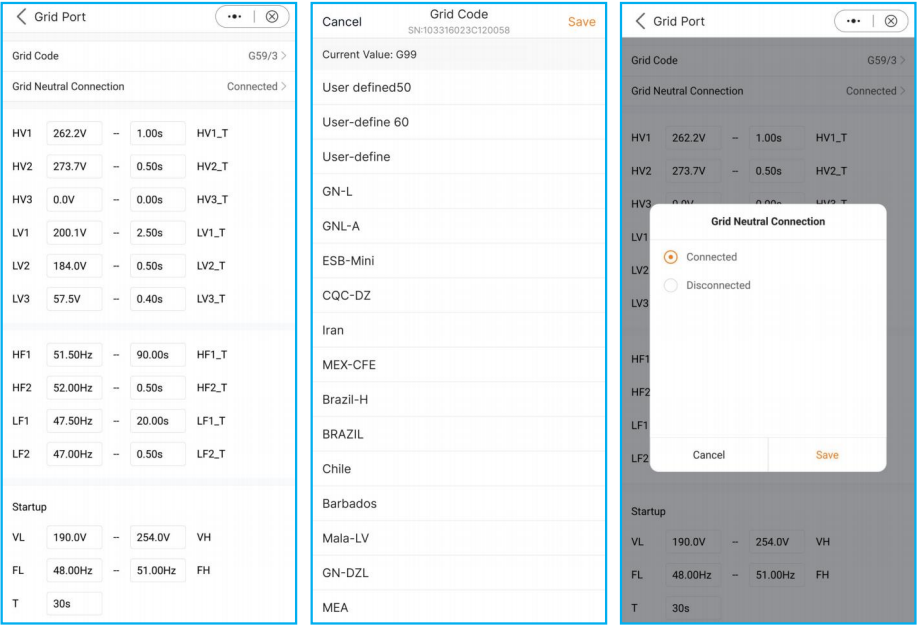 Grid Port
Grid Code G59/3 >
Grid Neutral Connection Connected >
HV1 262.2V -- 1.00s HV1_T
HV2 273.7V -- 0.50s HV2_T
HV3 0.0V -- 0.00s HV3_T
LV1 200.1V -- 2.50s LV1_T
LV2 184.0V -- 0.50s LV2_T
LV3 57.5V -- 0.40s LV3_T
HF1 51.50Hz -- 90.00s HF1_T
HF2 52.00Hz -- 0.50s HF2_T
LF1 47.50Hz -- 20.00s LF1_T
LF2 47.00Hz -- 0.50s LF2_T
Startup
VL 190.0V -- 254.0V VH
FL 48.00Hz -- 51.00Hz FH
T 30s
Cancel Grid Code Save
SN:103316023C120058
Current Value: G99
User defined50
User-define 60
User-define
GN-L
GNL-A
ESB-Mini
CQC-DZ
Iran
MEX-CFE
Brazil-H
BRAZIL
Chile
Barbados
Mala-LV
GN-DZL
MEA
Grid Port
Grid Code G59/3 >
Grid Neutral Connection Connected >
HV1 262.2V -- 1.00s HV1_T
HV2 273.7V -- 0.50s HV2_T
HV3
Grid Neutral Connection
LV1
Connected
LV2
Disconnected
LV3
HF1
HF2
LF1
LF2
Cancel Save
Startup
VL 190.0V -- 254.0V VH
FL 48.00Hz -- 51.00Hz FH
T 30s